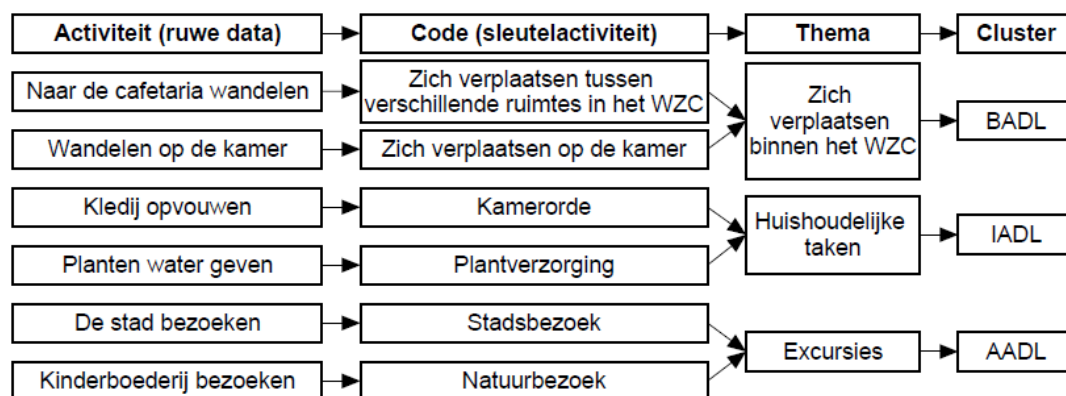 Activiteit (ruwe data)
Code (sleutelactiviteit)
Thema
Cluster
Naar de cafetaria wandelen
Zich verplaatsen tussen
verschillende ruimtes in het WZC
Zich
verplaatsen
binnen het WZC
BADL
Wandelen op de kamer
Zich verplaatsen op de kamer
Kledij opvouwen
Kamerorde
Huishoudelijke
taken
IADL
Planten water geven
Plantverzorging
De stad bezoeken
Stadsbezoek
Excursies
AADL
Kinderboederij bezoeken
Natuurbezoek